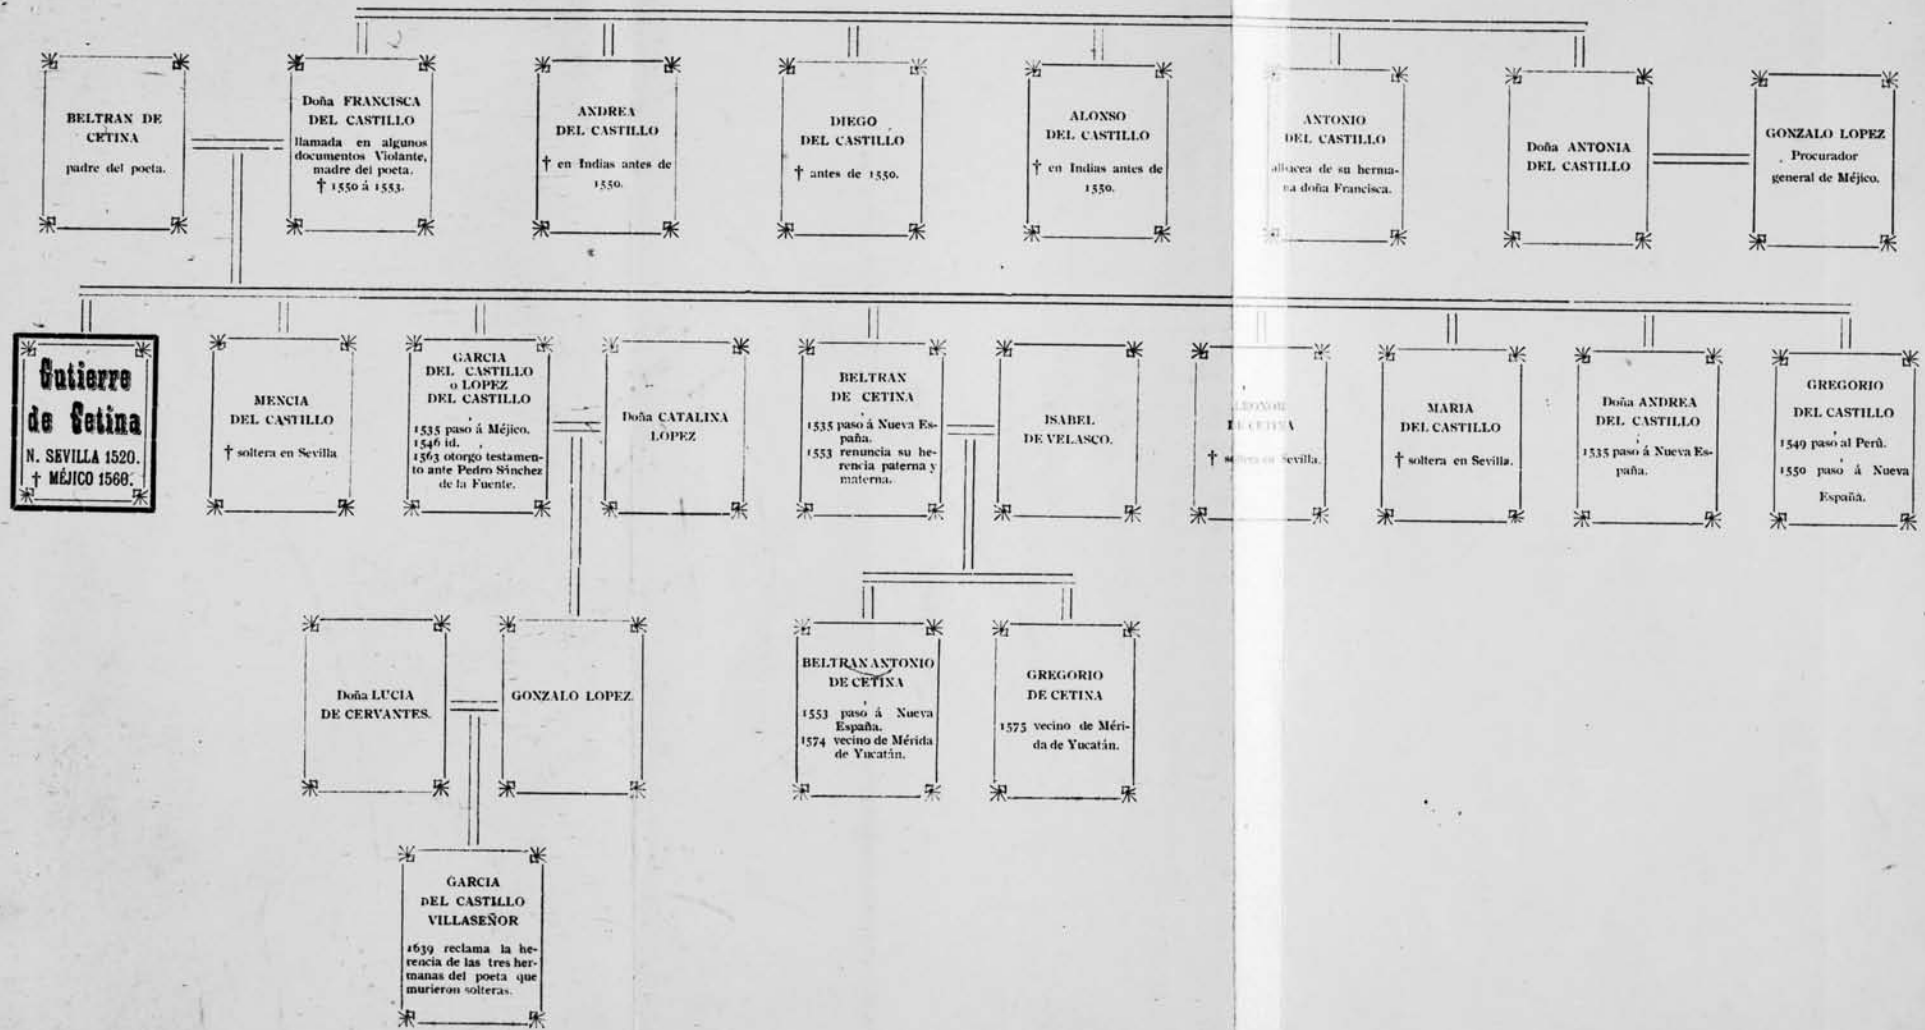 BELTRAN DE
CETINA
padre del poeta.
Doña FRANCISCA
DEL CASTILLO
llamada en algunos
documentos Violante,
madre del poeta.
† 1550 á 1553.
ANDREA
DEL CASTILLO
† en Indias antes de
1550.
DIEGO
DEL CASTILLO
† antes de 1550.
ALONSO
DEL CASTILLO
† en Indias antes de
1550.
ANTONIO
DEL CASTILLO
albacea de su herma-
na doña Francisca.
Doña ANTONIA
DEL CASTILLO
GONZALO LOPEZ
Procurador
general de Méjico.
Gutierre
de Cetina
N. SEVILLA 1520.
† MÉJICO 1560.
MENCIA
DEL CASTILLO
† soltera en Sevilla
GARCIA
DEL CASTILLO
o LOPEZ
DEL CASTILLO
1535 pasó á Méjico.
1546 id.
1563 otorgo testamen-
to ante Pedro Sánchez
de la Fuente.
Doña CATALINA
LOPEZ
BELTRAN
DE CETINA
1535 pasó á Nueva Es-
paña.
1553 renuncia su he-
rencia paterna y
materna.
ISABEL
DE VELASCO.
LEONOR
DE CETINA
† soltera en Sevilla.
MARIA
DEL CASTILLO
† soltera en Sevilla.
Doña ANDREA
DEL CASTILLO
1535 pasó á Nueva Es-
paña.
GREGORIO
DEL CASTILLO
1549 pasó al Perú.
1550 pasó á Nueva
España.
Doña LUCIA
DE CERVANTES.
GONZALO LOPEZ
BELTRAN ANTONIO
DE CETINA
1553 pasó á Nueva
España.
1574 vecino de Mérida
de Yucatán.
GREGORIO
DE CETINA
1575 vecino de Méri-
da de Yucatán.
GARCIA
DEL CASTILLO
VILLASEÑOR
1639 reclama la he-
rencia de las tres her-
manas del poeta que
murieron solteras.